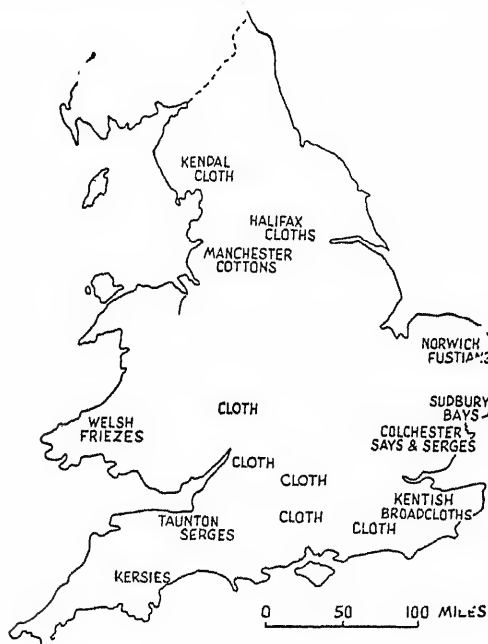 KENDAL
CLOTH
HALIFAX
CLOTHS
MANCHESTER
COTTONS
NORWICH
FUSTIANS
SUDBURY
BAYS
COLCHESTER
SAYS & SERGES
WELSH
FRIEZES
CLOTH
CLOTH
CLOTH
CLOTH
CLOTH
KENTISH
BROADCLOTHS
TAUNTON
SERGES
KERSIES
0 50 100 MILES